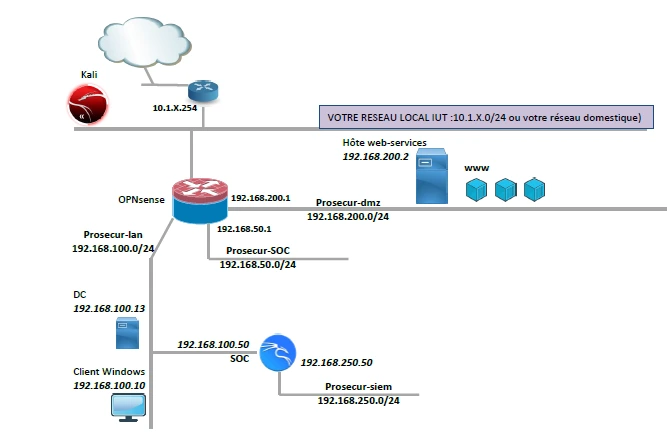 Kali
10.1.X.254
VOTRE RESEAU LOCAL IUT :10.1.X.0/24 ou votre réseau domestique)
Hôte web-services
192.168.200.2
www
OPNsense
192.168.200.1
Prosecur-dmz
192.168.200.0/24
192.168.50.1
Prosecur-lan
192.168.100.0/24
Prosecur-SOC
192.168.50.0/24
DC
192.168.100.13
192.168.100.50
SOC
192.168.250.50
Client Windows
192.168.100.10
Prosecur-siem
192.168.250.0/24